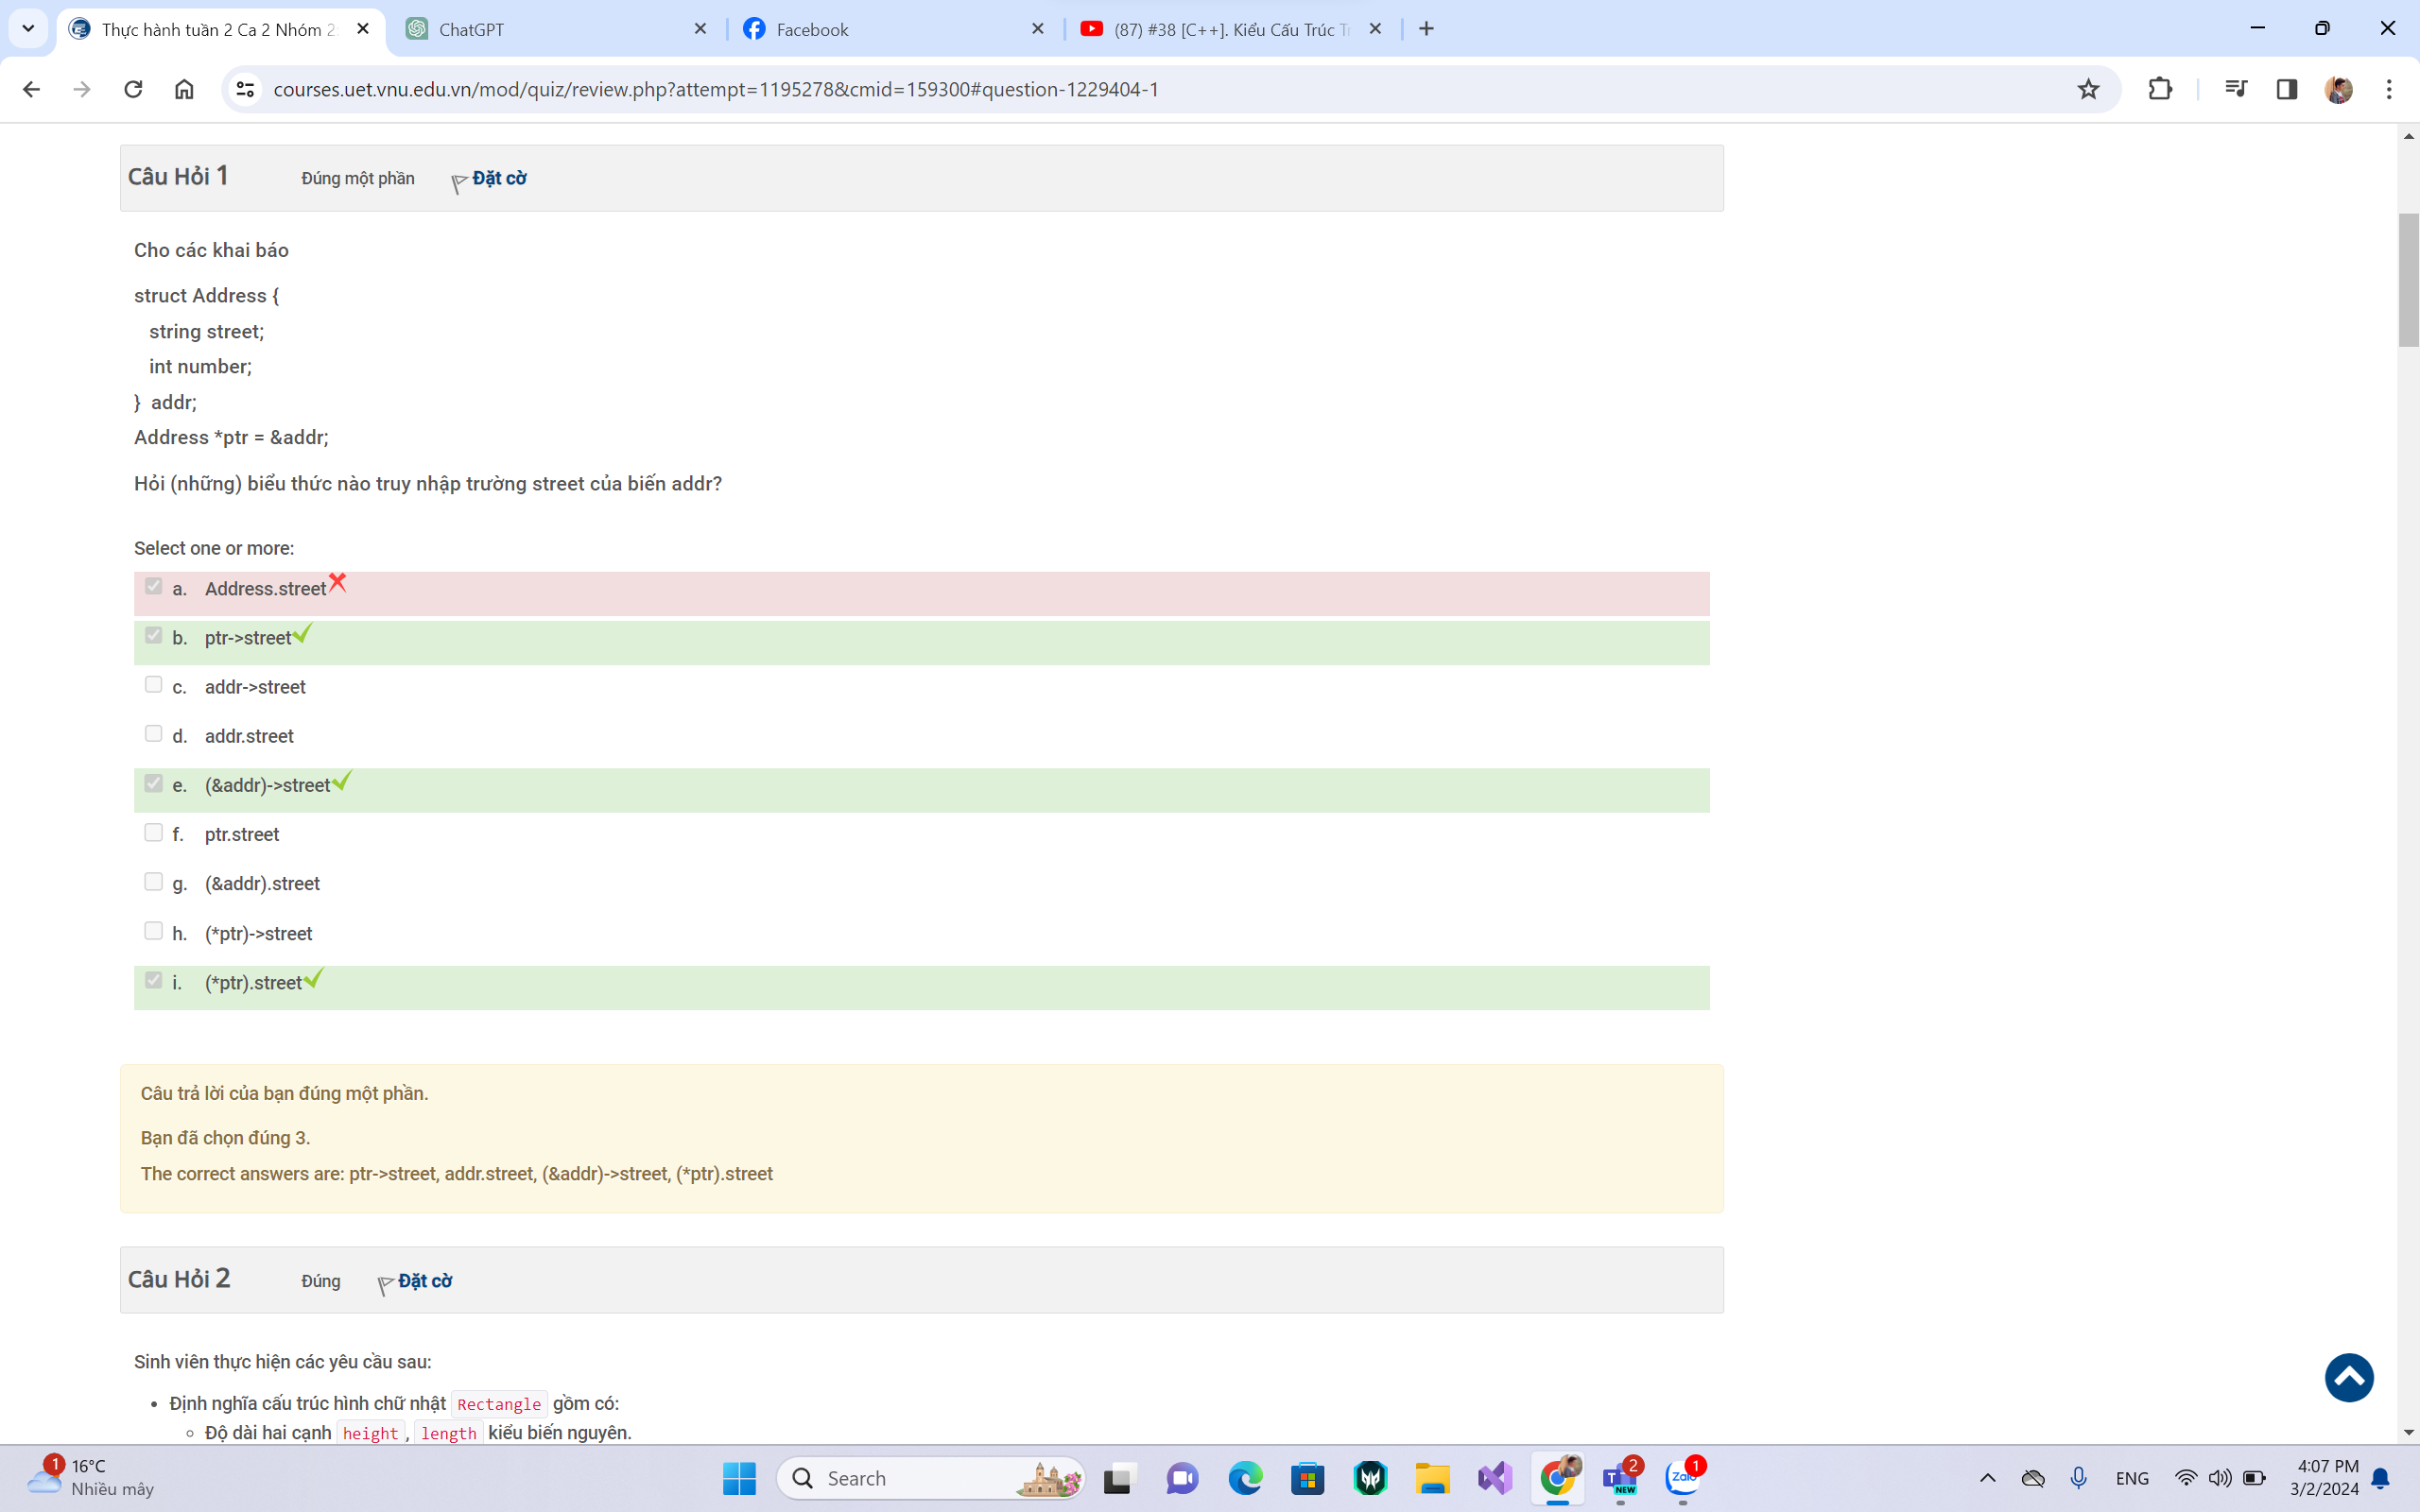 Thực hành tuần 2 Ca 2 Nhóm 2
ChatGPT
Facebook
(87) #38 [C++]. Kiểu Cấu Trúc
courses.uet.vnu.edu.vn/mod/quiz/review.php?attempt=1195278&cmid=159300#question-1229404-1
Câu Hỏi 1 Đúng một phần Đặt cờ
Cho các khai báo
struct Address {
string street;
int number;
} addr;
Address *ptr = &addr;
Hỏi (những) biểu thức nào truy nhập trường street của biến addr?
Select one or more:
a. Address.street
b. ptr->street
c. addr->street
d. addr.street
e. (&addr)->street
f. ptr.street
g. (&addr).street
h. (*ptr)->street
i. (*ptr).street
Câu trả lời của bạn đúng một phần.
Bạn đã chọn đúng 3.
The correct answers are: ptr->street, addr.street, (&addr)->street, (*ptr).street
Câu Hỏi 2 Đúng Đặt cờ
Sinh viên thực hiện các yêu cầu sau:
• Định nghĩa cấu trúc hình chữ nhật Rectangle gồm có:
◦ Độ dài hai cạnh height , length kiểu biến nguyên.
1
16°C
Nhiều mây
Search
2
NEW
Zalo
1
ENG
4:07 PM
3/2/2024